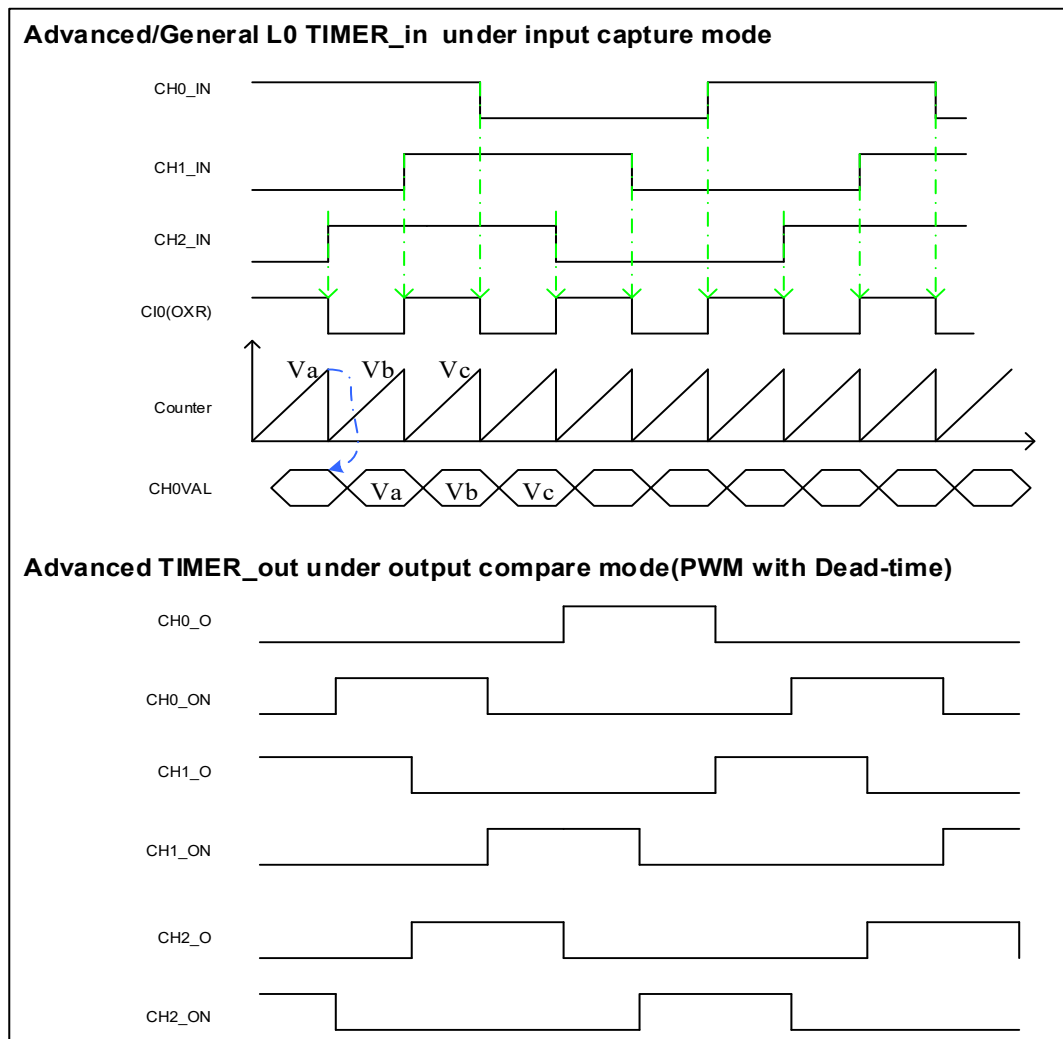 Advanced/General L0 TIMER_in under input capture mode
CH0_IN
CH1_IN
CH2_IN
CI0(OXR)
Va Vb Vc
Counter
CH0VAL
Va Vb Vc
Advanced TIMER_out under output compare mode(PWM with Dead-time)
CH0_O
CH0_ON
CH1_O
CH1_ON
CH2_O
CH2_ON